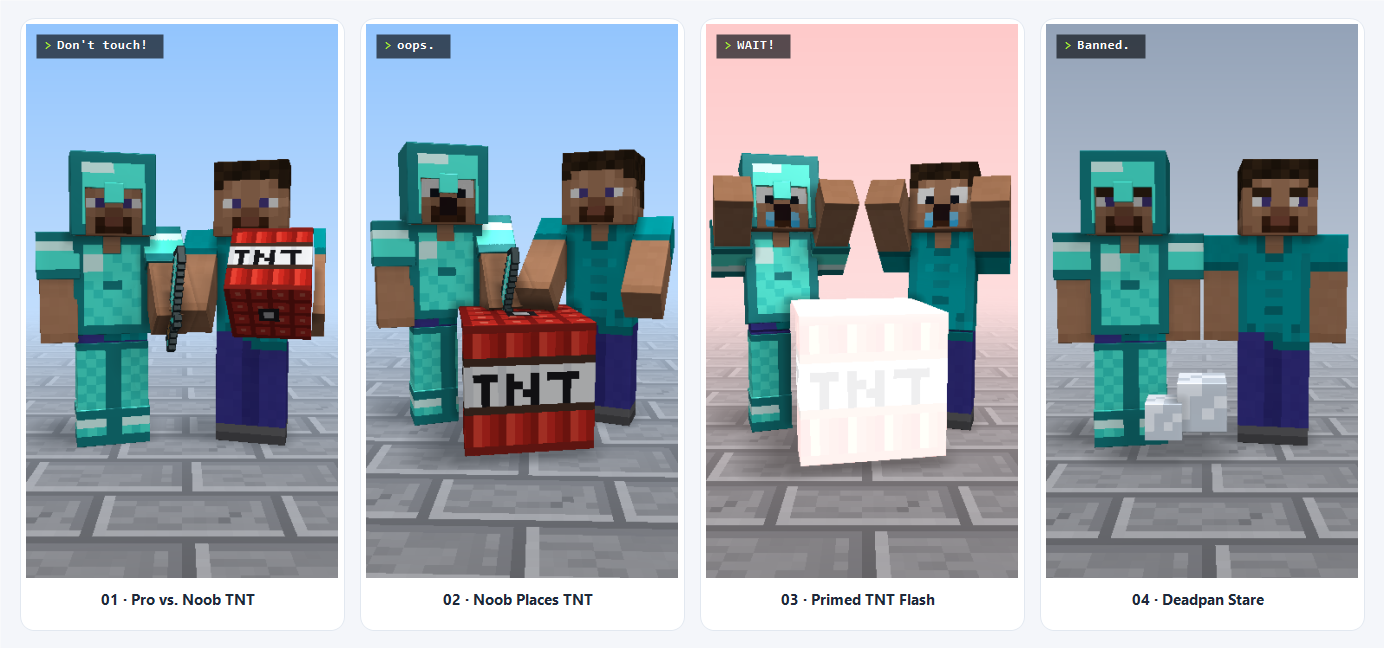 > Don't touch!
TNT
01 · Pro vs. Noob TNT
> oops.
TNT
02 · Noob Places TNT
> WAIT!
TNT
03 · Primed TNT Flash
> Banned.
04 · Deadpan Stare